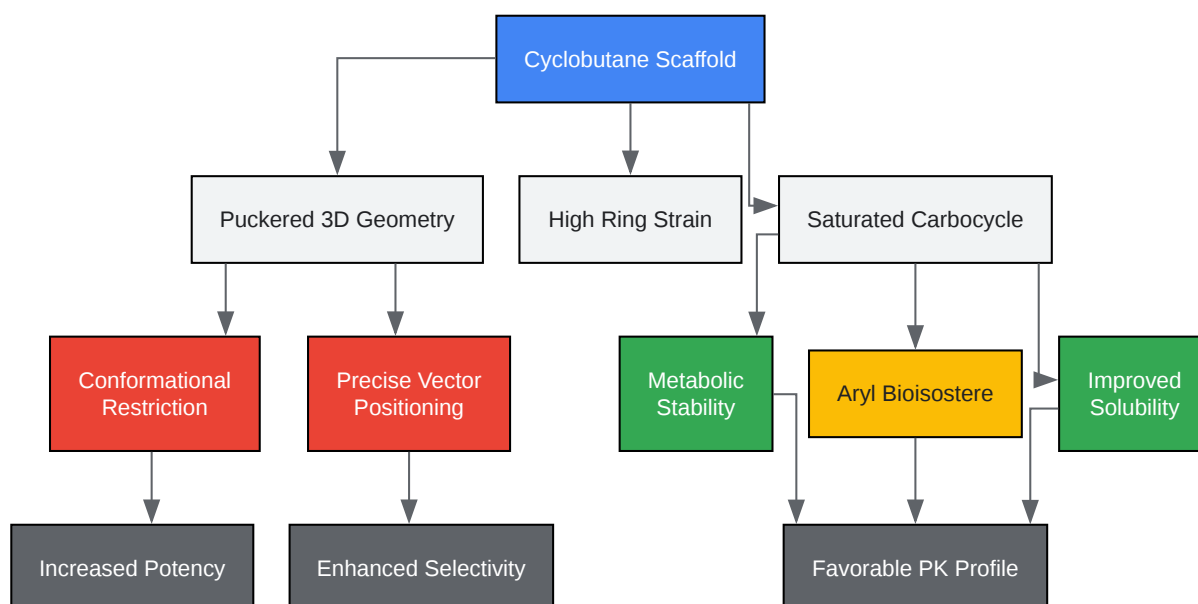 Cyclobutane Scaffold
Puckered 3D Geometry
High Ring Strain
Saturated Carbocycle
Conformational
Restriction
Precise Vector
Positioning
Metabolic
Stability
Aryl Bioisostere
Improved
Solubility
Increased Potency
Enhanced Selectivity
Favorable PK Profile